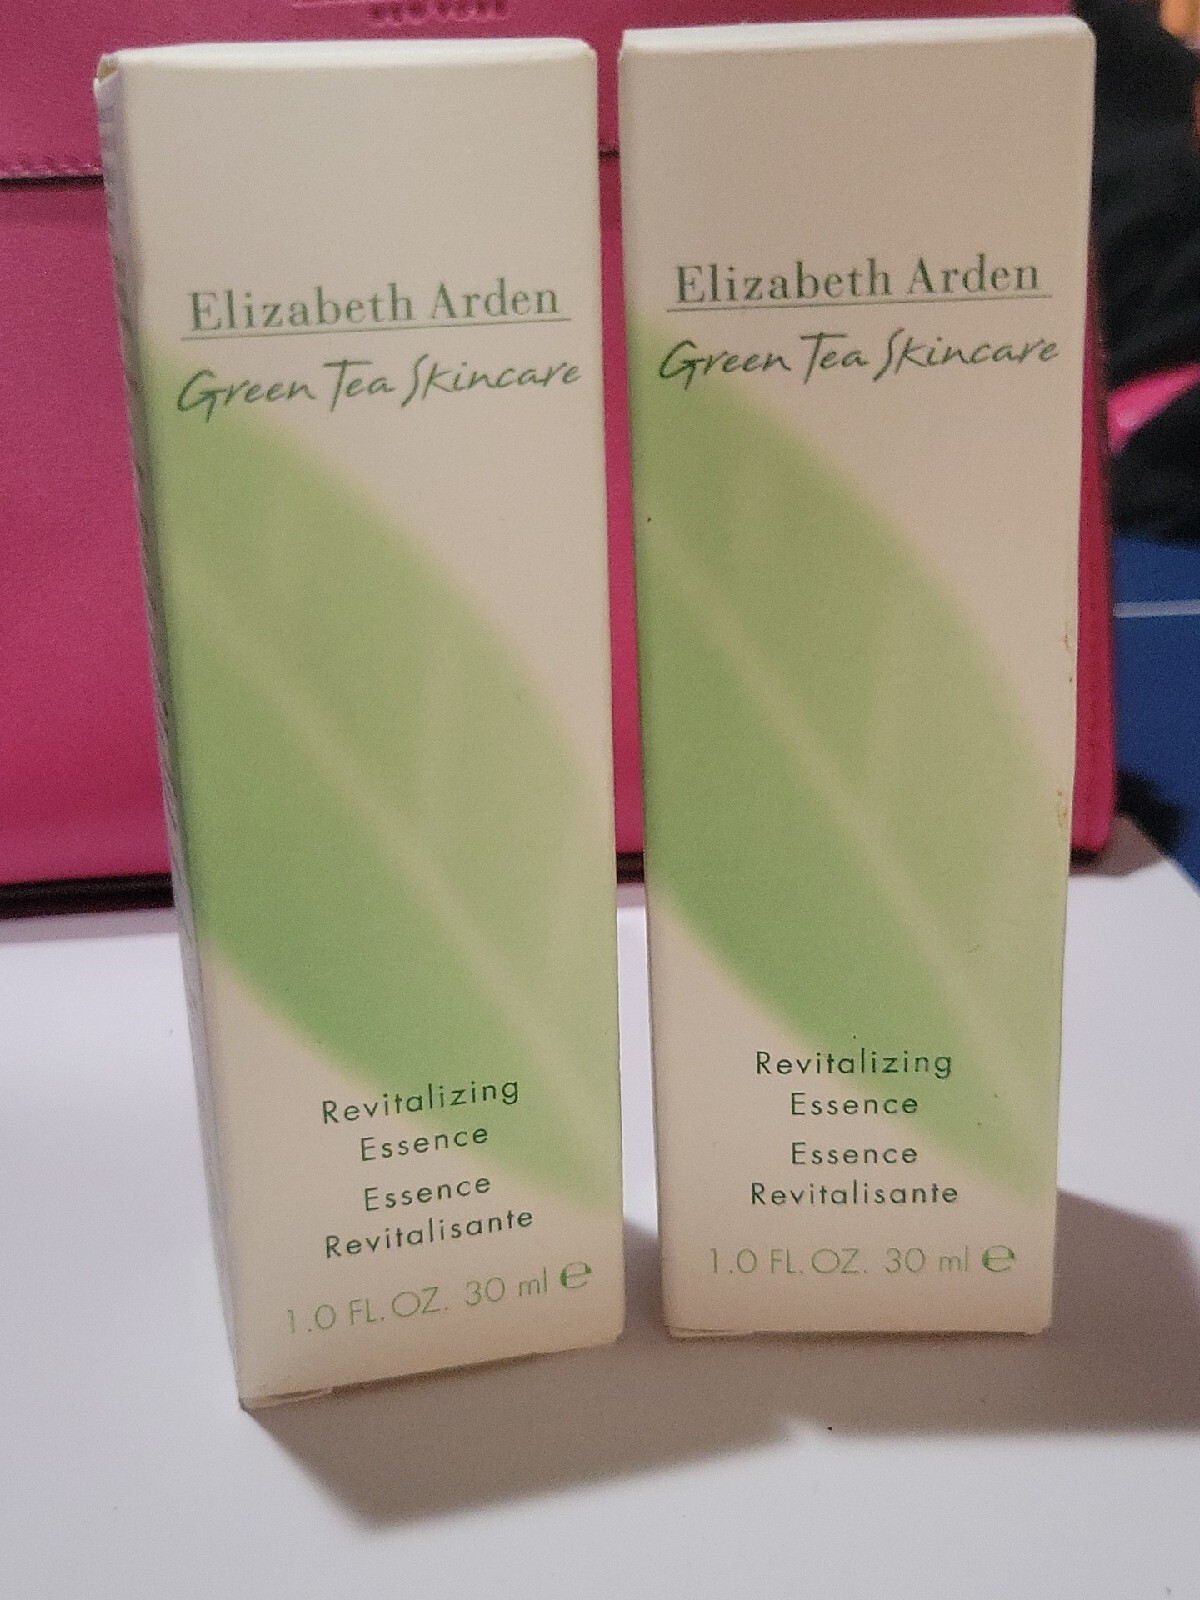 Elizabeth Arden
Green Tea Skincare
Revitalizing
Essence
Essence
Revitalisante
1.0 FL.OZ. 30 ml e
Elizabeth Arden
Green Tea Skincare
Revitalizing
Essence
Essence
Revitalisante
1.0 FL.OZ. 30 ml e